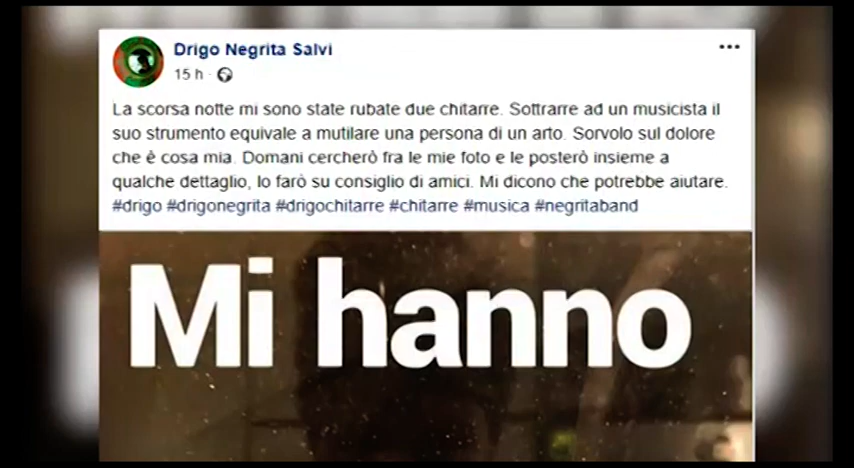 Drigo Negrita Salvi
15 h ·
La scorsa notte mi sono state rubate due chitarre. Sottrarre ad un musicista il
suo strumento equivale a mutilare una persona di un arto. Sorvolo sul dolore
che è cosa mia. Domani cercherò fra le mie foto e le posterò insieme a
qualche dettaglio, lo farò su consiglio di amici. Mi dicono che potrebbe aiutare.
#drigo #drigonegrita #drigochitarre #chitarre #musica #negritaband
Mi hanno